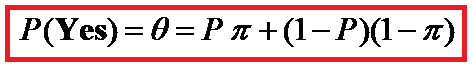 P(Yes) = θ = P π + (1−P)(1−π)